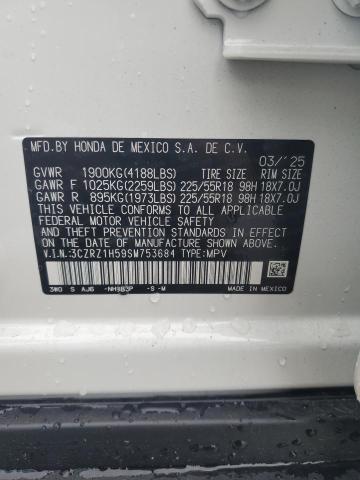 MFD.BY HONDA DE MEXICO S.A. DE C.V.
03/'25
GVWR 1900KG(4188LBS) TIRE SIZE RIM SIZE
GAWR F 1025KG(2259LBS) 225/55R18 98H 18X7.0J
GAWR R 895KG(1973LBS) 225/55R18 98H 18X7.0J
THIS VEHICLE CONFORMS TO ALL APPLICABLE
FEDERAL MOTOR VEHICLE SAFETY
AND THEFT PREVENTION STANDARDS IN EFFECT ON
THE DATE OF MANUFACTURE SHOWN ABOVE.
V.I.N.:3CZRZ1H59SM753684 TYPE:MPV
3W0 S AJ6 -NH883P -S -M